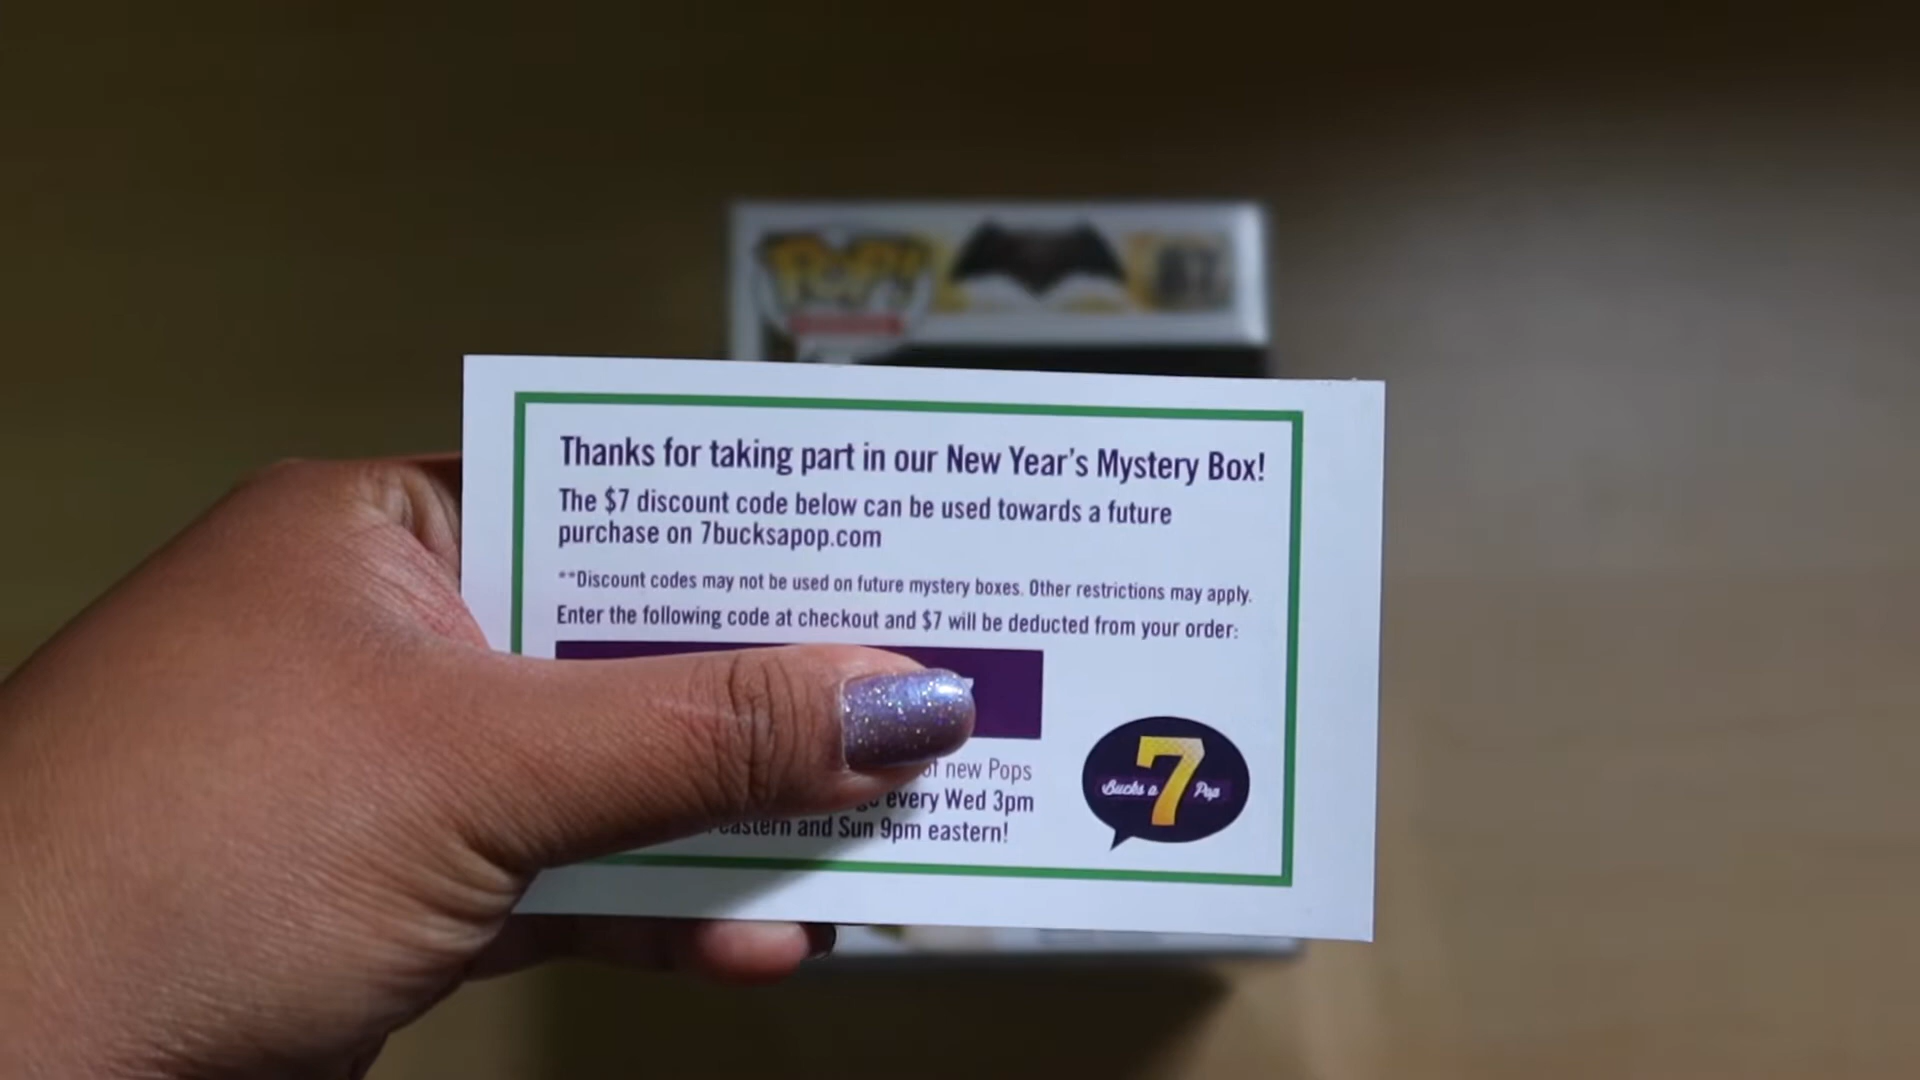 POP!
Thanks for taking part in our New Year's Mystery Box!
The $7 discount code below can be used towards a future
purchase on 7bucksapop.com
**Discount codes may not be used on future mystery boxes. Other restrictions may apply.
Enter the following code at checkout and $7 will be deducted from your order:
of new Pops
every Wed 3pm
eastern and Sun 9pm eastern!
Bucks a 7 Pop